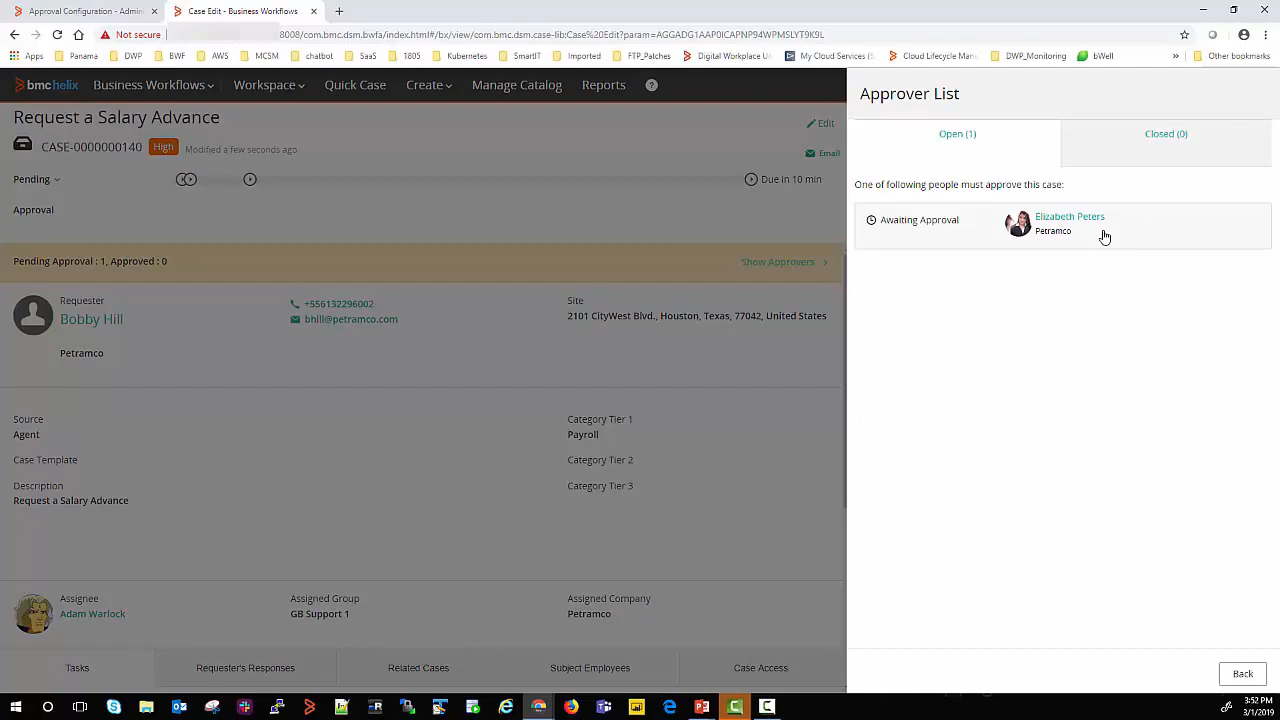 Approval Configuration - Admini
Case Edit - Business Workflows
Not secure
8008/com.bmc.dsm.bwfa/index.html#/bx/view/com.bmc.dsm.case-lib:Case%20Edit?param=AGGADG1AAP0ICAPNP94WPMSLYT9K9L
Apps
Panama
DWP
BWF
AWS
MCSM
chatbot
SaaS
1805
Kubernetes
SmartIT
Imported
FTP_Patches
Digital Workplace U
My Cloud Services (
Cloud Lifecycle Man
DWP_Monitoring
bWell
»
Other bookmarks
bmchelix
Business Workflows
Workspace
Quick Case
Create
Manage Catalog
Reports
Request a Salary Advance
Edit
CASE-0000000140
High
Modified a few seconds ago
Email
Pending
Due in 10 min
Approval
Pending Approval : 1, Approved : 0
Show Approvers
Requester
Bobby Hill
Petramco
+556132296002
bhill@petramco.com
Site
2101 CityWest Blvd., Houston, Texas, 77042, United States
Source
Agent
Category Tier 1
Payroll
Case Template
Category Tier 2
Description
Request a Salary Advance
Category Tier 3
Assignee
Adam Warlock
Assigned Group
GB Support 1
Assigned Company
Petramco
Tasks
Requester's Responses
Related Cases
Subject Employees
Case Access
Approver List
Open (1)
Closed (0)
One of following people must approve this case:
Awaiting Approval
Elizabeth Peters
Petramco
Back
3:52 PM
3/1/2019